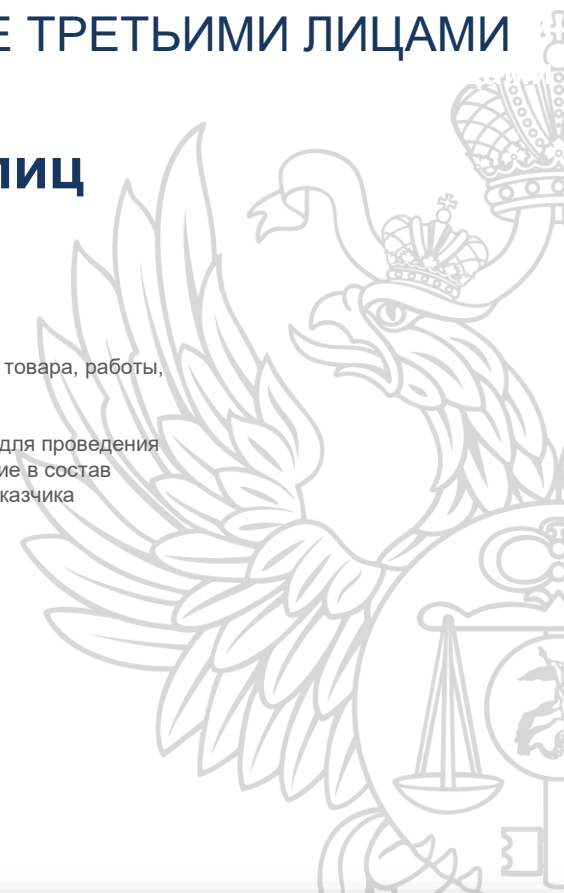 Е ТРЕТЬИМИ ЛИЦАМИ
лиц
товара, работы,
для проведения
ие в состав
казчика